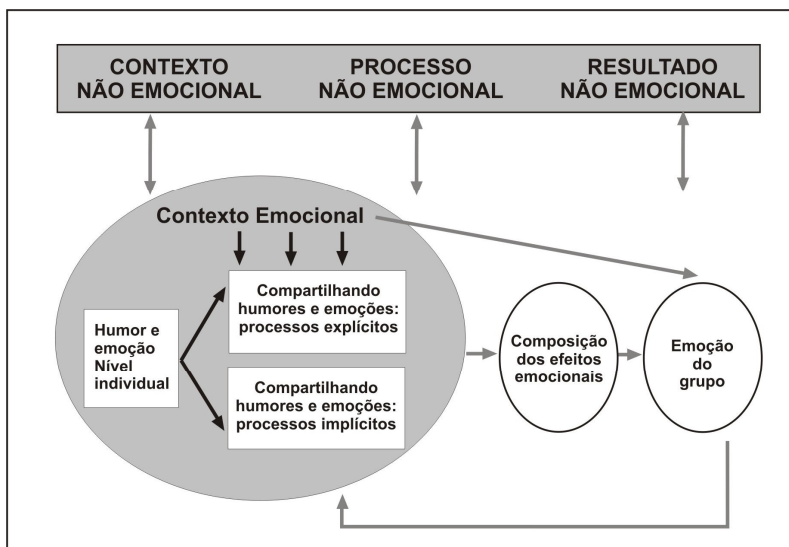 CONTEXTO
NÃO EMOCIONAL
PROCESSO
NÃO EMOCIONAL
RESULTADO
NÃO EMOCIONAL
Contexto Emocional
Humor e
emoção
Nível
individual
Compartilhando
humores e emoções:
processos explícitos
Compartilhando
humores e emoções:
processos implícitos
Composição
dos efeitos
emocionais
Emoção
do
grupo